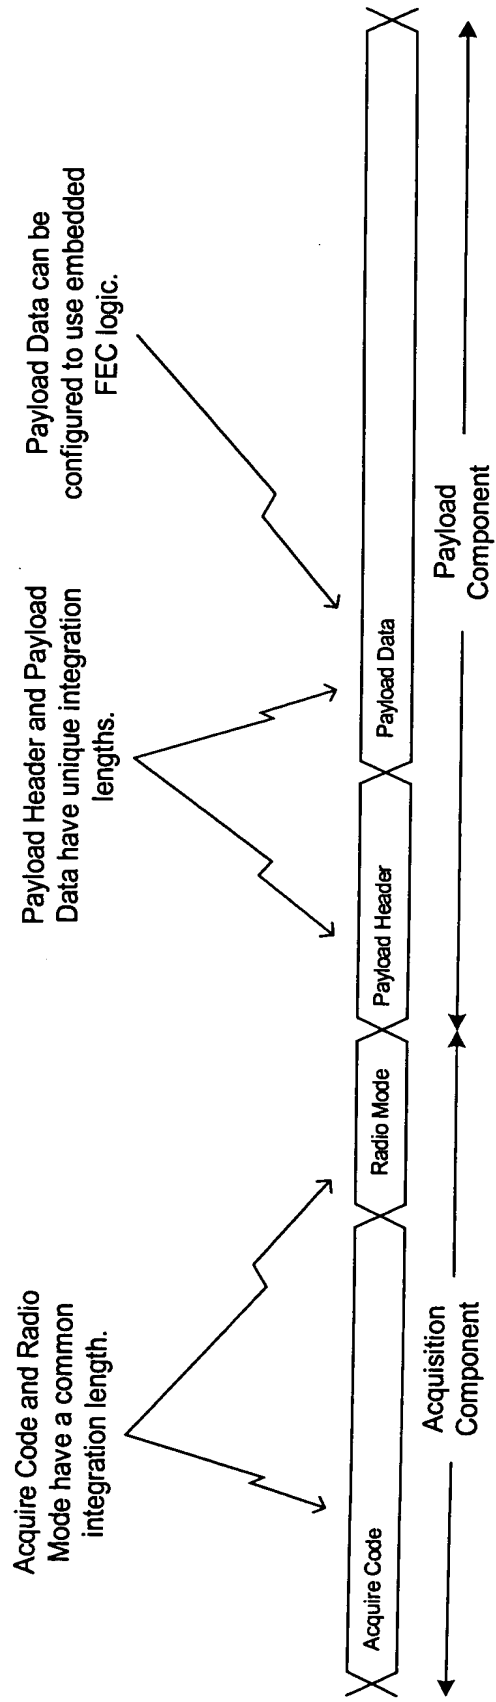 Acquire Code and Radio
Mode have a common
integration length.
Payload Header and Payload
Data have unique integration
lengths.
Payload Data can be
configured to use embedded
FEC logic.
Acquire Code
Radio Mode
Payload Header
Payload Data
Acquisition
Component
Payload
Component